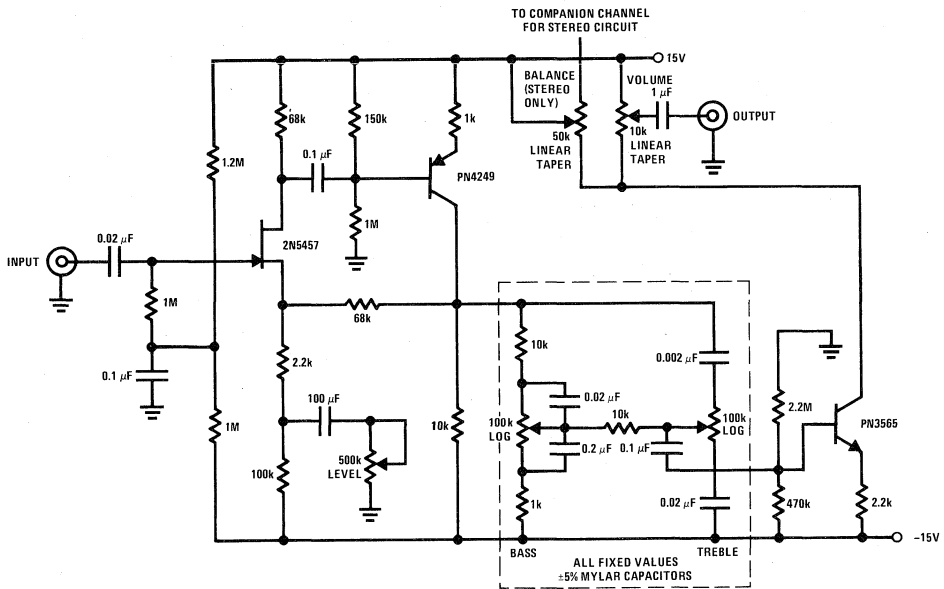 TO COMPANION CHANNEL
FOR STEREO CIRCUIT
15V
BALANCE
(STEREO
ONLY)
VOLUME
1 µF
68k
150k
1k
50k
LINEAR
TAPER
10k
LINEAR
TAPER
OUTPUT
0.1 µF
1.2M
PN4249
1M
2N5457
0.02 µF
INPUT
1M
68k
10k
0.002 µF
0.1 µF
2.2k
100 µF
0.02 µF
2.2M
1M
10k
100k
LOG
10k
100k
LOG
PN3565
500k
LEVEL
0.2 µF
0.1 µF
100k
1k
0.02 µF
470k
2.2k
-15V
BASS
TREBLE
ALL FIXED VALUES
±5% MYLAR CAPACITORS